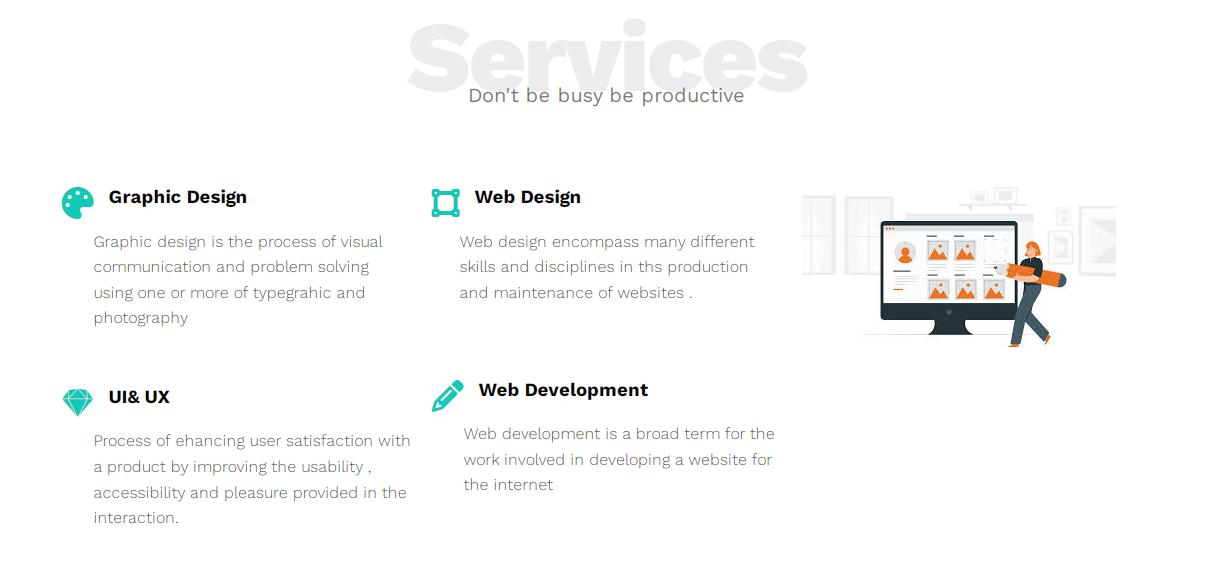 Services
Don't be busy be productive
Graphic Design
Graphic design is the process of visual
communication and problem solving
using one or more of typegrahic and
photography
Web Design
Web design encompass many different
skills and disciplines in ths production
and maintenance of websites .
UI& UX
Process of ehancing user satisfaction with
a product by improving the usability ,
accessibility and pleasure provided in the
interaction.
Web Development
Web development is a broad term for the
work involved in developing a website for
the internet